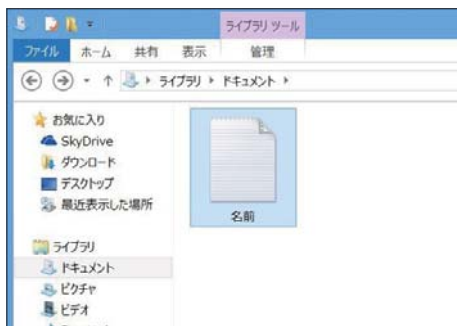 ライブラリ ツール
ファイル ホーム 共有 表示 管理
ライブラリ ドキュメント
お気に入り
SkyDrive
ダウンロード
デスクトップ
最近表示した場所
名前
ライブラリ
ドキュメント
ピクチャ
ビデオ